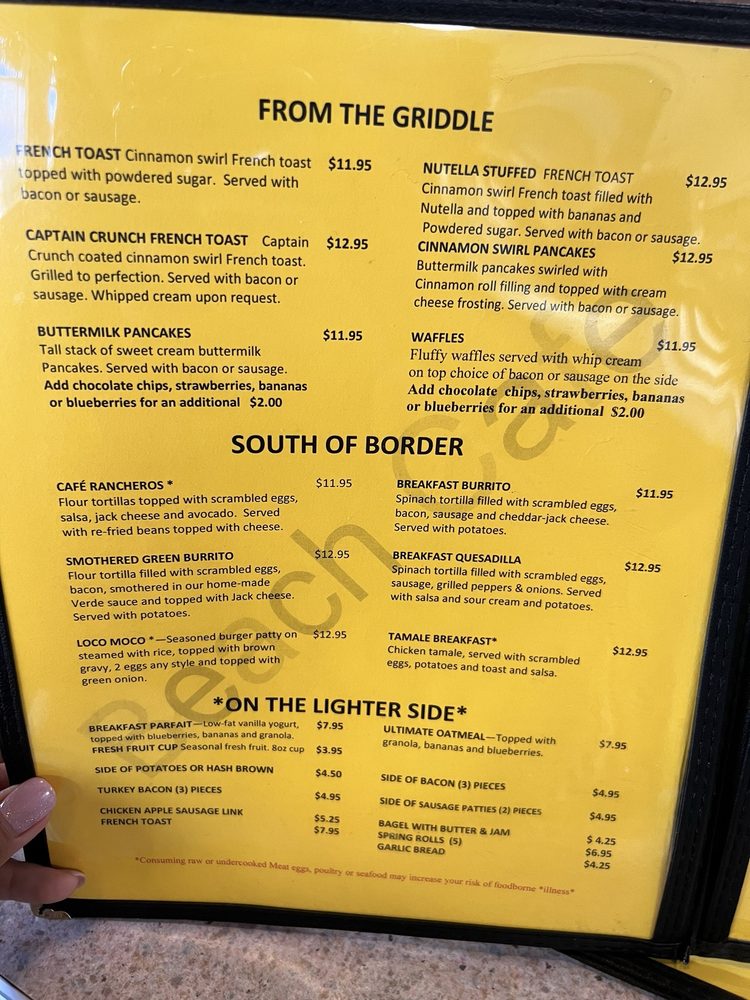 FROM THE GRIDDLE
FRENCH TOAST Cinnamon swirl French toast $11.95
topped with powdered sugar. Served with
bacon or sausage.
CAPTAIN CRUNCH FRENCH TOAST Captain $12.95
Crunch coated cinnamon swirl French toast.
Grilled to perfection. Served with bacon or
sausage. Whipped cream upon request.
BUTTERMILK PANCAKES $11.95
Tall stack of sweet cream buttermilk
Pancakes. Served with bacon or sausage.
Add chocolate chips, strawberries, bananas
or blueberries for an additional $2.00
NUTELLA STUFFED FRENCH TOAST $12.95
Cinnamon swirl French toast filled with
Nutella and topped with bananas and
Powdered sugar. Served with bacon or sausage.
CINNAMON SWIRL PANCAKES $12.95
Buttermilk pancakes swirled with
Cinnamon roll filling and topped with cream
cheese frosting. Served with bacon or sausage.
WAFFLES $11.95
Fluffy waffles served with whip cream
on top choice of bacon or sausage on the side
Add chocolate chips, strawberries, bananas
or blueberries for an additional $2.00
SOUTH OF BORDER
CAFÉ RANCHEROS * $11.95
Flour tortillas topped with scrambled eggs,
salsa, jack cheese and avocado. Served
with re-fried beans topped with cheese.
SMOTHERED GREEN BURRITO $12.95
Flour tortilla filled with scrambled eggs,
bacon, smothered in our home-made
Verde sauce and topped with Jack cheese.
Served with potatoes.
LOCO MOCO *—Seasoned burger patty on $12.95
steamed with rice, topped with brown
gravy, 2 eggs any style and topped with
green onion.
BREAKFAST BURRITO $11.95
Spinach tortilla filled with scrambled eggs,
bacon, sausage and cheddar-jack cheese.
Served with potatoes.
BREAKFAST QUESADILLA $12.95
Spinach tortilla filled with scrambled eggs,
sausage, grilled peppers & onions. Served
with salsa and sour cream and potatoes.
TAMALE BREAKFAST* $12.95
Chicken tamale, served with scrambled
eggs, potatoes and toast and salsa.
*ON THE LIGHTER SIDE*
BREAKFAST PARFAIT—Low-fat vanilla yogurt, $7.95
topped with blueberries, bananas and granola.
FRESH FRUIT CUP Seasonal fresh fruit. 8oz cup $3.95
SIDE OF POTATOES OR HASH BROWN $4.50
TURKEY BACON (3) PIECES $4.95
CHICKEN APPLE SAUSAGE LINK $5.25
FRENCH TOAST $7.95
ULTIMATE OATMEAL—Topped with $7.95
granola, bananas and blueberries.
SIDE OF BACON (3) PIECES $4.95
SIDE OF SAUSAGE PATTIES (2) PIECES $4.95
BAGEL WITH BUTTER & JAM $ 4.25
SPRING ROLLS (5) $6.95
GARLIC BREAD $4.25
*Consuming raw or undercooked Meat eggs, poultry or seafood may increase your risk of foodborne *illness*
Beach Cafe